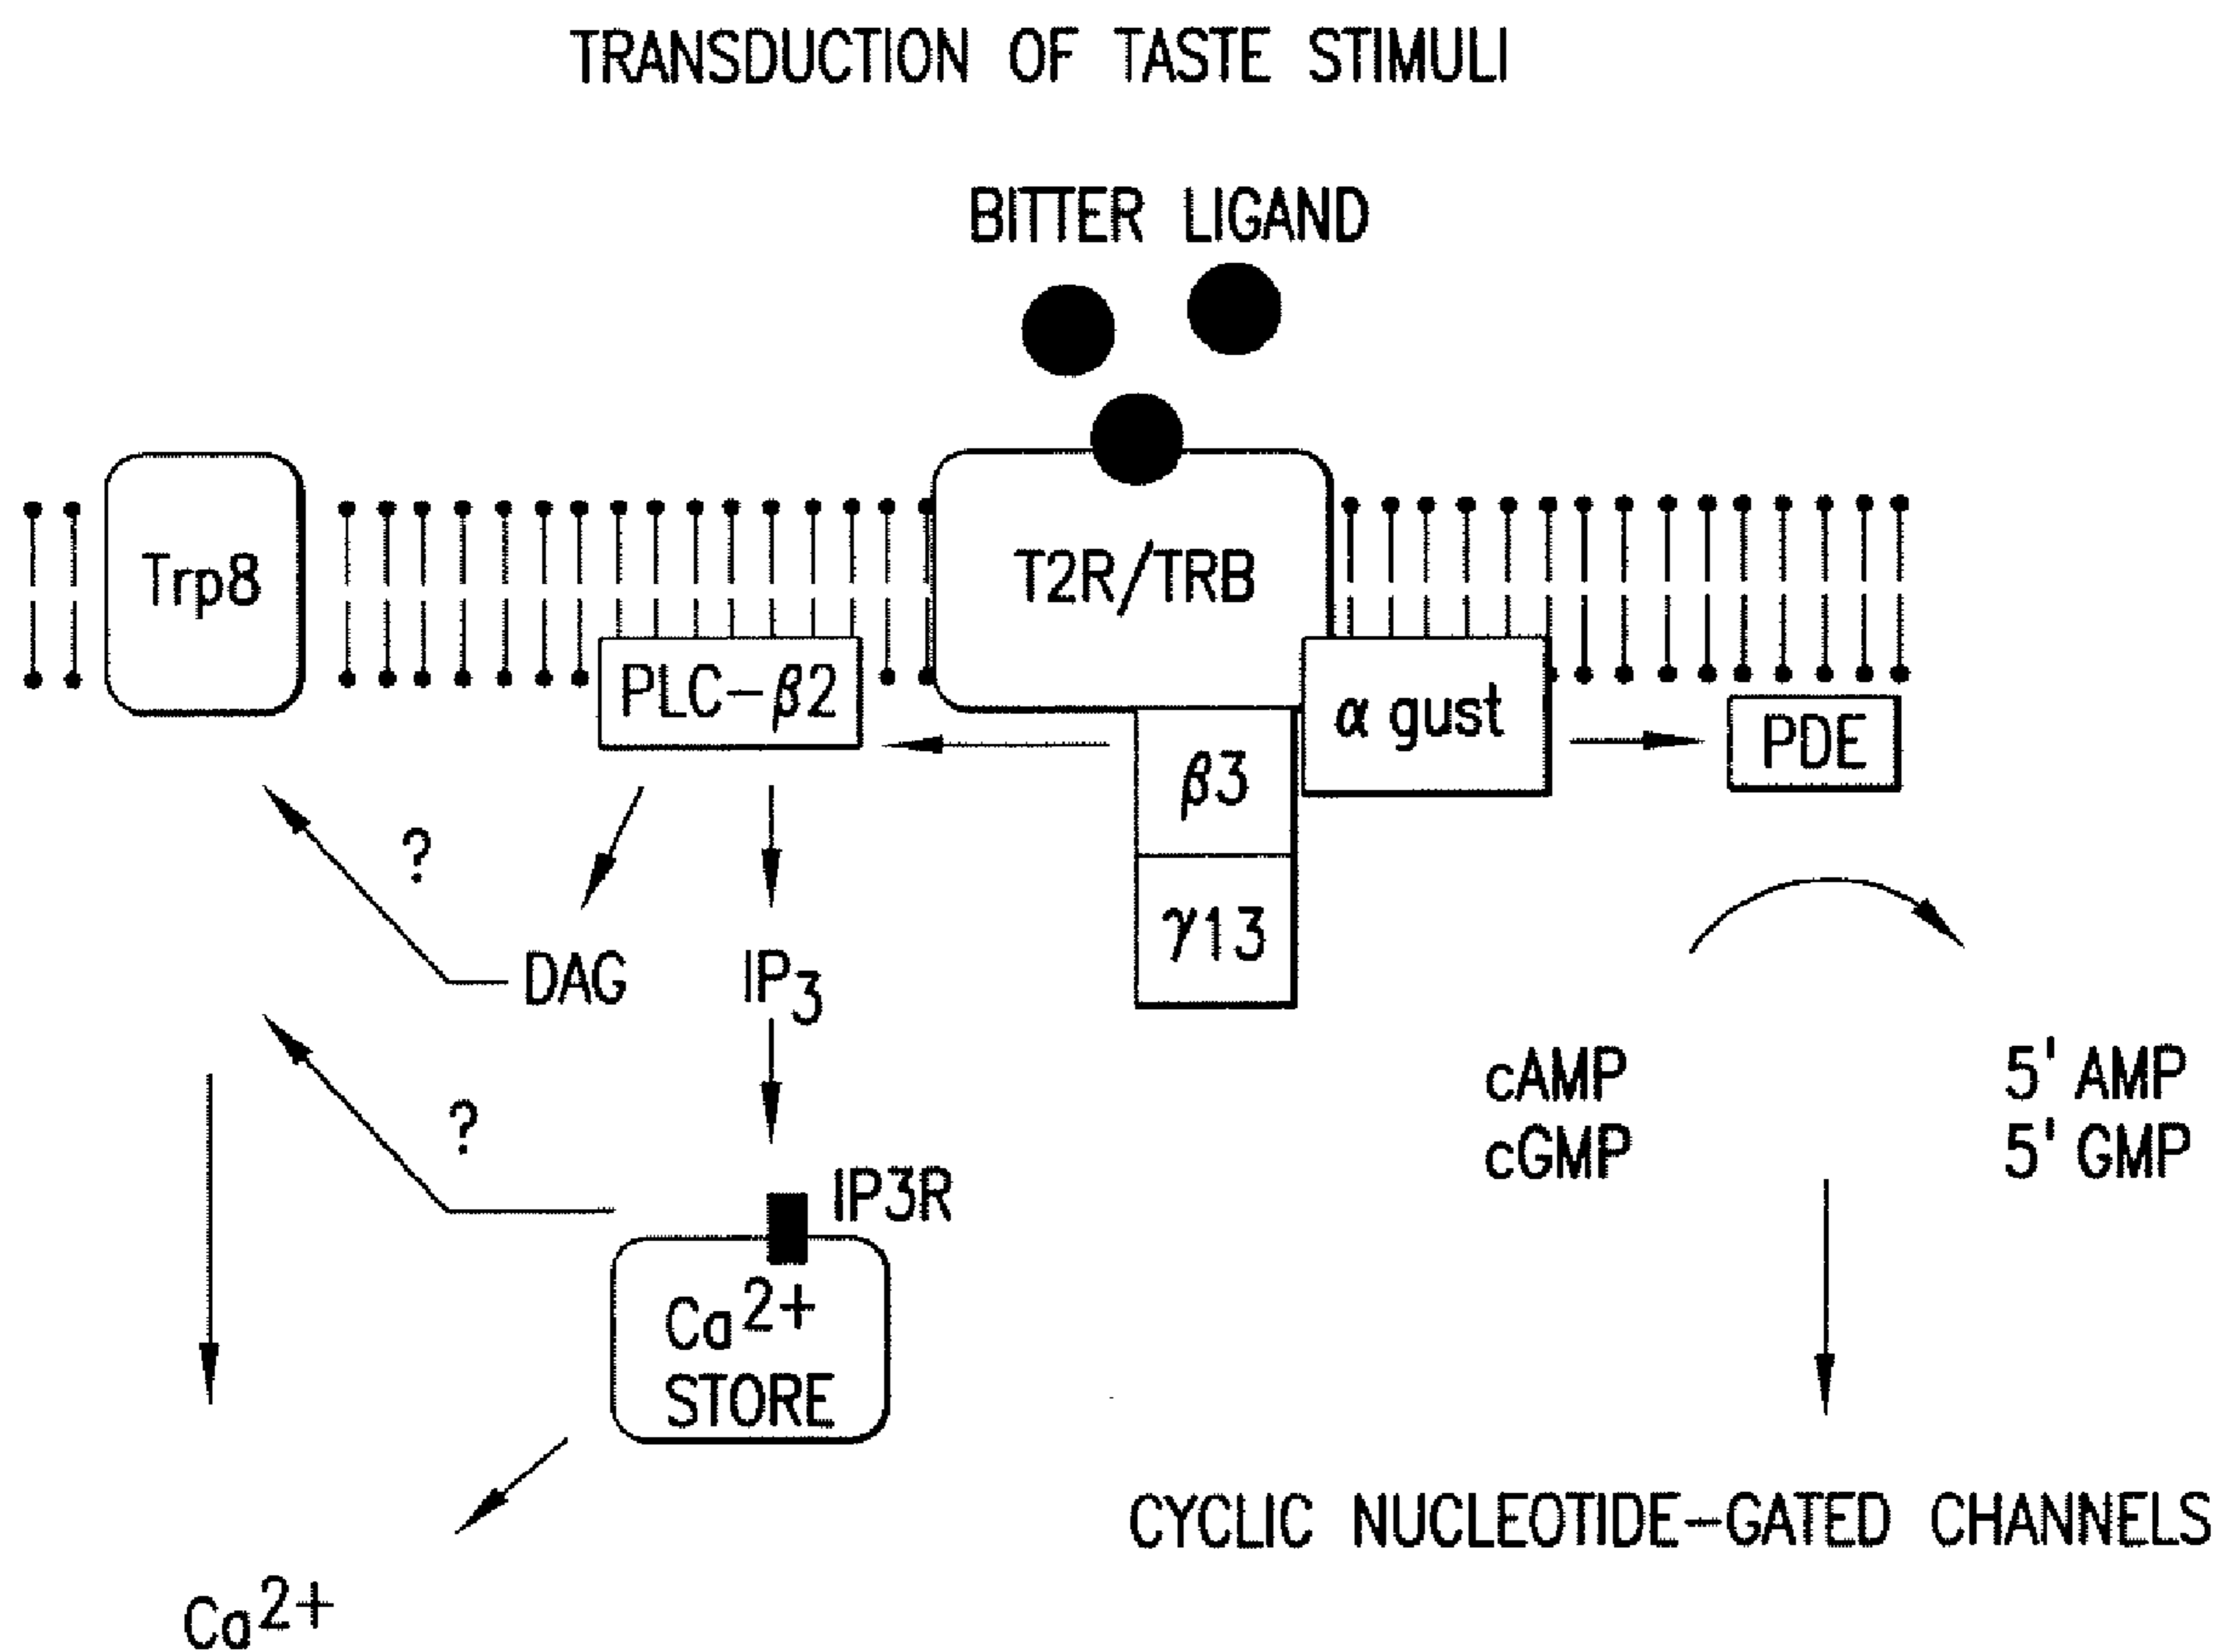 TRANSDUCTION OF TASTE STIMULI
BITTER LIGAND
Trp8
T2R/TRB
PLC-β2
α gust
PDE
β3
γ13
?
DAG
IP3
cAMP
cGMP
5' AMP
5' GMP
?
IP3R
Ca2+
STORE
CYCLIC NUCLEOTIDE-GATED CHANNELS
Ca2+